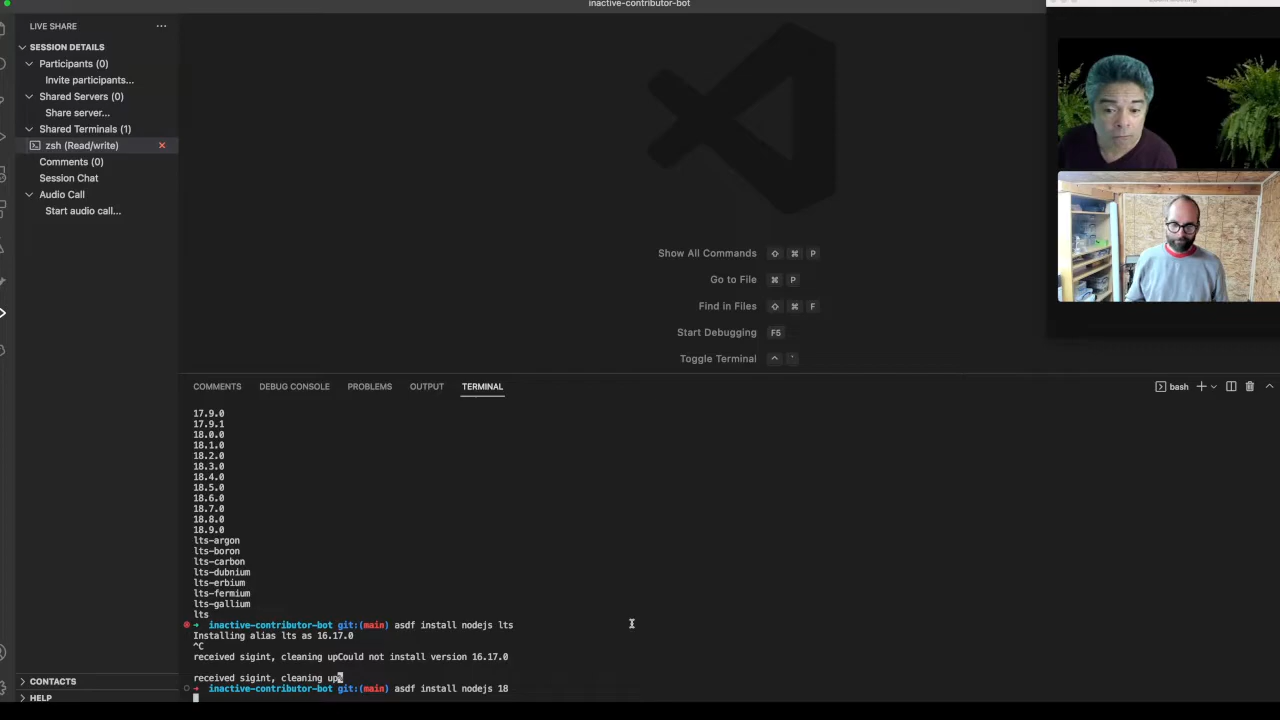 inactive-contributor-bot
LIVE SHARE
SESSION DETAILS
Participants (0)
Invite participants...
Shared Servers (0)
Share server...
Shared Terminals (1)
zsh (Read/write)
Comments (0)
Session Chat
Audio Call
Start audio call...
CONTACTS
HELP
Show All Commands ⇧ ⌘ P
Go to File ⌘ P
Find in Files ⇧ ⌘ F
Start Debugging F5
Toggle Terminal ^ `
COMMENTS DEBUG CONSOLE PROBLEMS OUTPUT TERMINAL
bash
17.9.0
17.9.1
18.0.0
18.1.0
18.2.0
18.3.0
18.4.0
18.5.0
18.6.0
18.7.0
18.8.0
18.9.0
lts-argon
lts-boron
lts-carbon
lts-dubnium
lts-erbium
lts-fermium
lts-gallium
lts
→ inactive-contributor-bot git:(main) asdf install nodejs lts
Installing alias lts as 16.17.0
^C
received sigint, cleaning upCould not install version 16.17.0
received sigint, cleaning up%
→ inactive-contributor-bot git:(main) asdf install nodejs 18